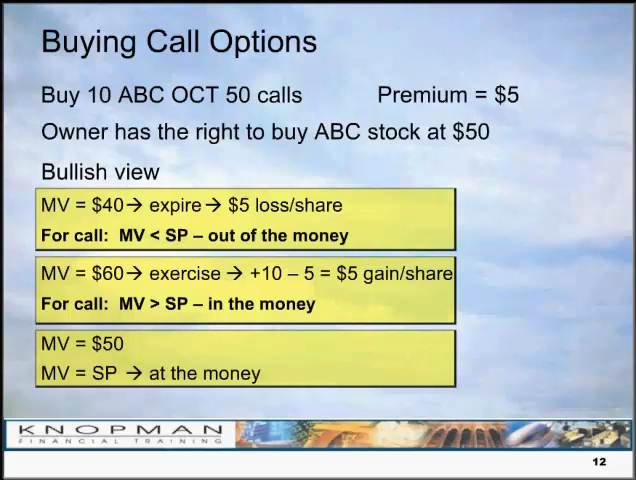 Buying Call Options
Buy 10 ABC OCT 50 calls Premium = $5
Owner has the right to buy ABC stock at $50
Bullish view
MV = $40→ expire→ $5 loss/share
For call: MV < SP – out of the money
MV = $60→ exercise → +10 – 5 = $5 gain/share
For call: MV > SP – in the money
MV = $50
MV = SP → at the money
KNOPMAN
FINANCIAL TRAINING
12